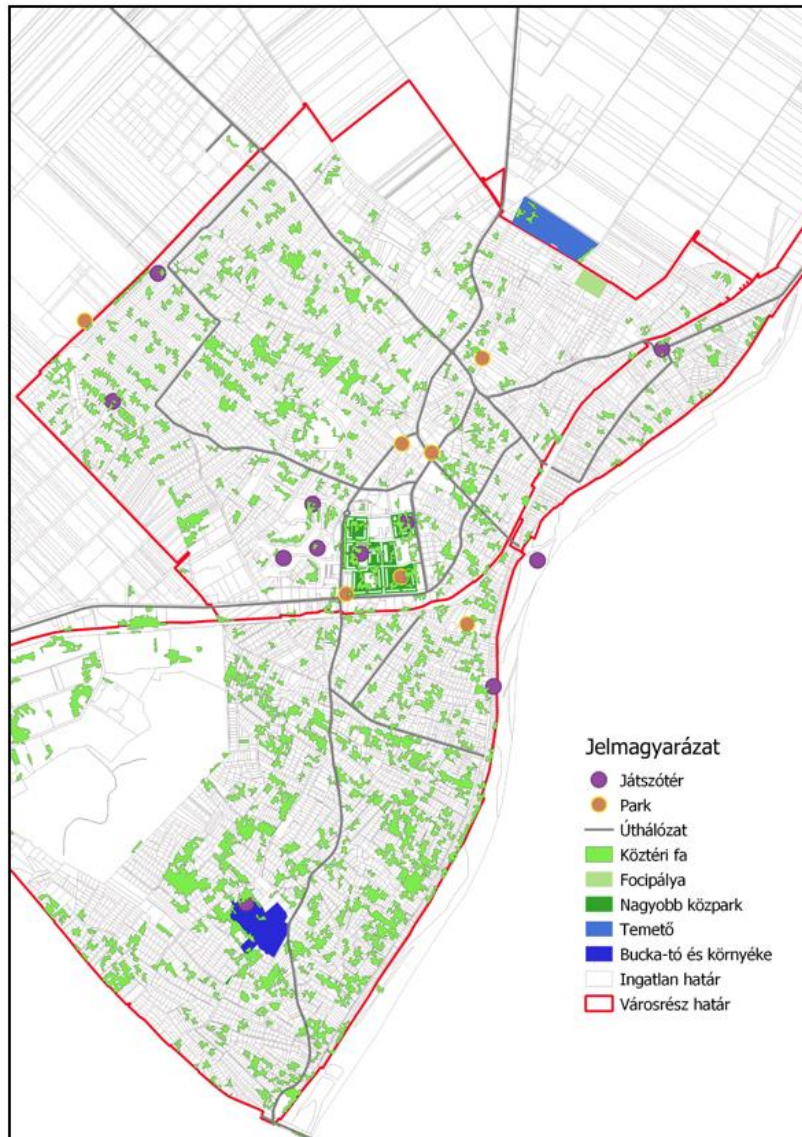 Jelmagyarázat
Játszótér
Park
Úthálózat
Köztéri fa
Focipálya
Nagyobb közpark
Temető
Bucka-tó és környéke
Ingatlan határ
Városrész határ